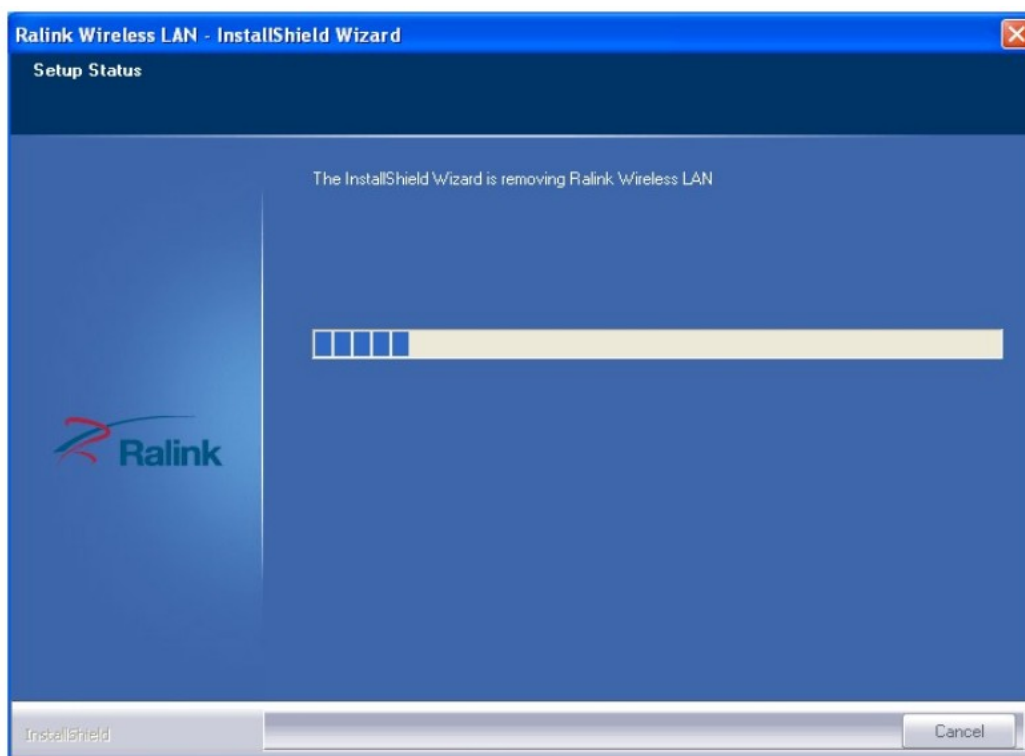 Ralink Wireless LAN - InstallShield Wizard
Setup Status
The InstallShield Wizard is removing Ralink Wireless LAN
Ralink
InstallShield
Cancel